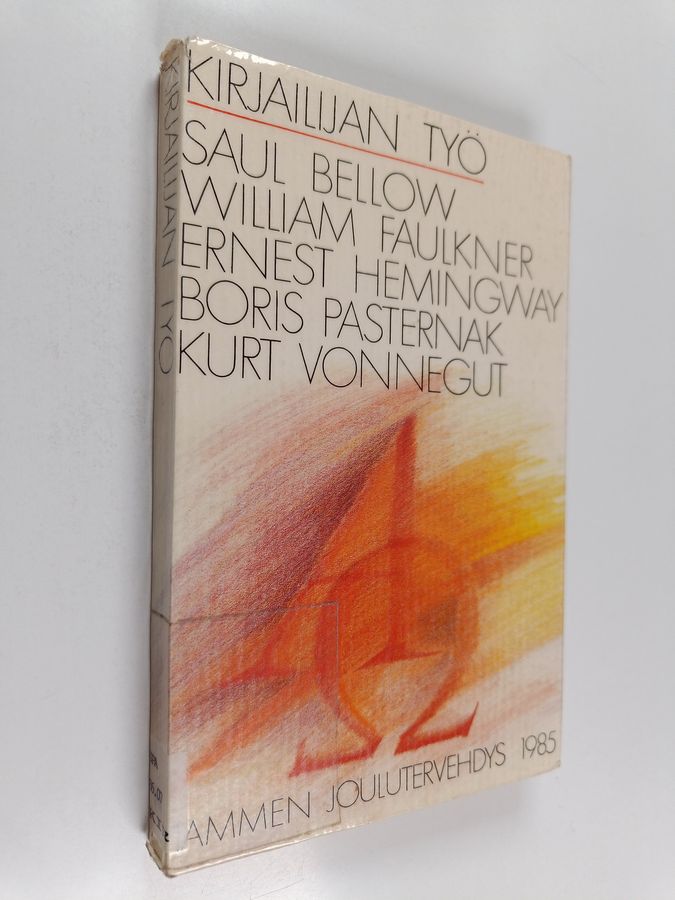 KIRJAILIJAN TYÖ
SAUL BELLOW
WILLIAM FAULKNER
ERNEST HEMINGWAY
BORIS PASTERNAK
KURT VONNEGUT
AMMEN JOULUTERVEHDYS 1985
KIRJAILIJAN TYÖ